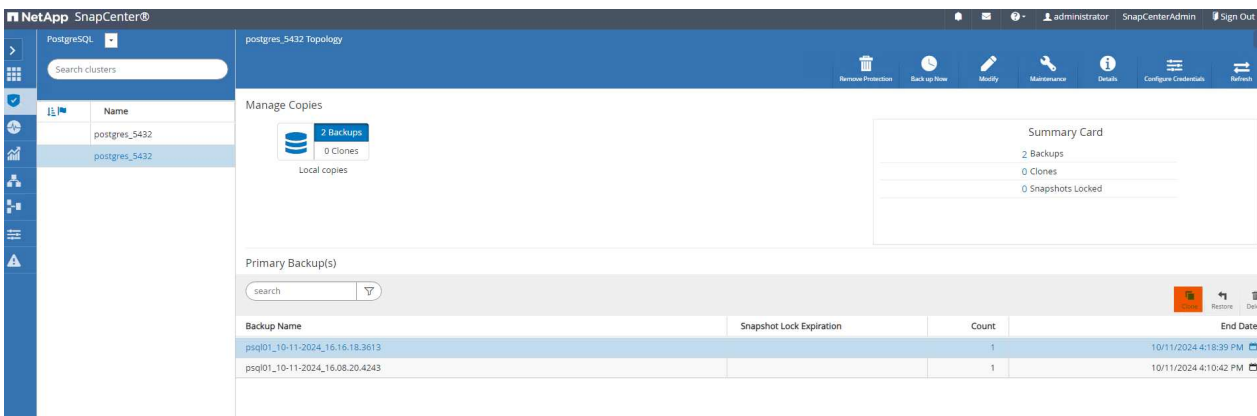 NetApp SnapCenter®
administrator SnapCenterAdmin Sign Out
PostgreSQL
Search clusters
Name
postgres_5432
postgres_5432
postgres_5432 Topology
Remove Protection Back up Now Modify Maintenance Details Configure Credentials Refresh
Manage Copies
2 Backups
0 Clones
Local copies
Summary Card
2 Backups
0 Clones
0 Snapshots Locked
Primary Backup(s)
search
Clone Restore
Backup Name Snapshot Lock Expiration Count End Date
psql01_10-11-2024_16.16.18.3613 1 10/11/2024 4:18:39 PM
psql01_10-11-2024_16.08.20.4243 1 10/11/2024 4:10:42 PM